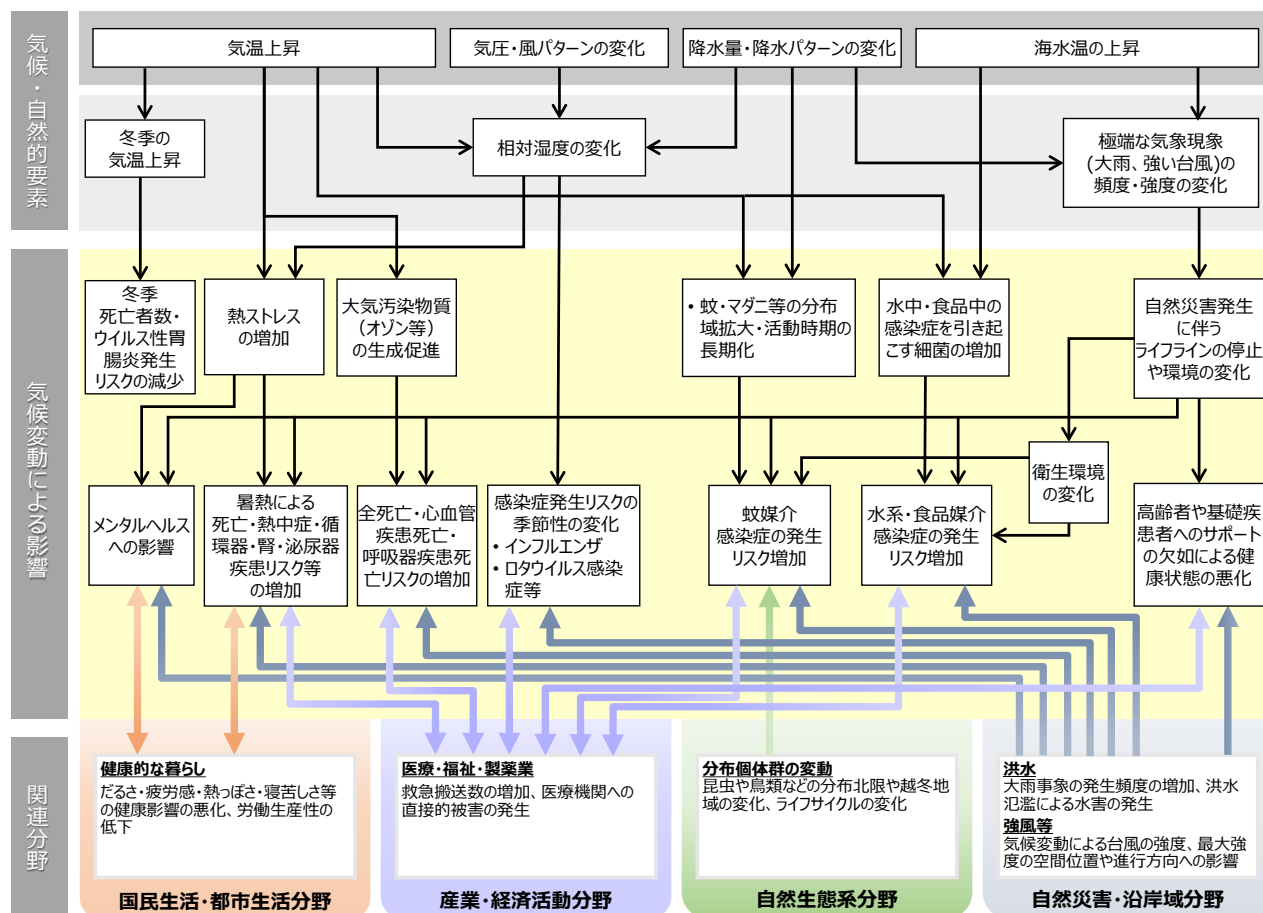 気候・自然的要素
気温上昇
気圧・風パターンの変化
降水量・降水パターンの変化
海水温の上昇
冬季の
気温上昇
相対湿度の変化
極端な気象現象
(大雨、強い台風)の
頻度・強度の変化
気候変動による影響
冬季
死亡者数・
ウイルス性胃
腸炎発生
リスクの減少
熱ストレス
の増加
大気汚染物質
（オゾン等）
の生成促進
• 蚊・マダニ等の分布
域拡大・活動時期の
長期化
水中・食品中の
感染症を引き起
こす細菌の増加
自然災害発生
に伴う
ライフラインの停止
や環境の変化
衛生環境
の変化
メンタルヘルス
への影響
暑熱による
死亡・熱中症・循
環器・腎・泌尿器
疾患リスク等
の増加
全死亡・心血管
疾患死亡・
呼吸器疾患死
亡リスクの増加
感染症発生リスクの
季節性の変化
• インフルエンザ
• ロタウイルス感染
症等
蚊媒介
感染症の発生
リスク増加
水系・食品媒介
感染症の発生
リスク増加
高齢者や基礎疾
患者へのサポート
の欠如による健
康状態の悪化
関連分野
健康的な暮らし
だるさ・疲労感・熱っぽさ・寝苦しさ等
の健康影響の悪化、労働生産性の
低下
国民生活・都市生活分野
医療・福祉・製薬業
救急搬送数の増加、医療機関への
直接的被害の発生
産業・経済活動分野
分布個体群の変動
昆虫や鳥類などの分布北限や越冬地
域の変化、ライフサイクルの変化
自然生態系分野
洪水
大雨事象の発生頻度の増加、洪水
氾濫による水害の発生
強風等
気候変動による台風の強度、最大強
度の空間位置や進行方向への影響
自然災害・沿岸域分野